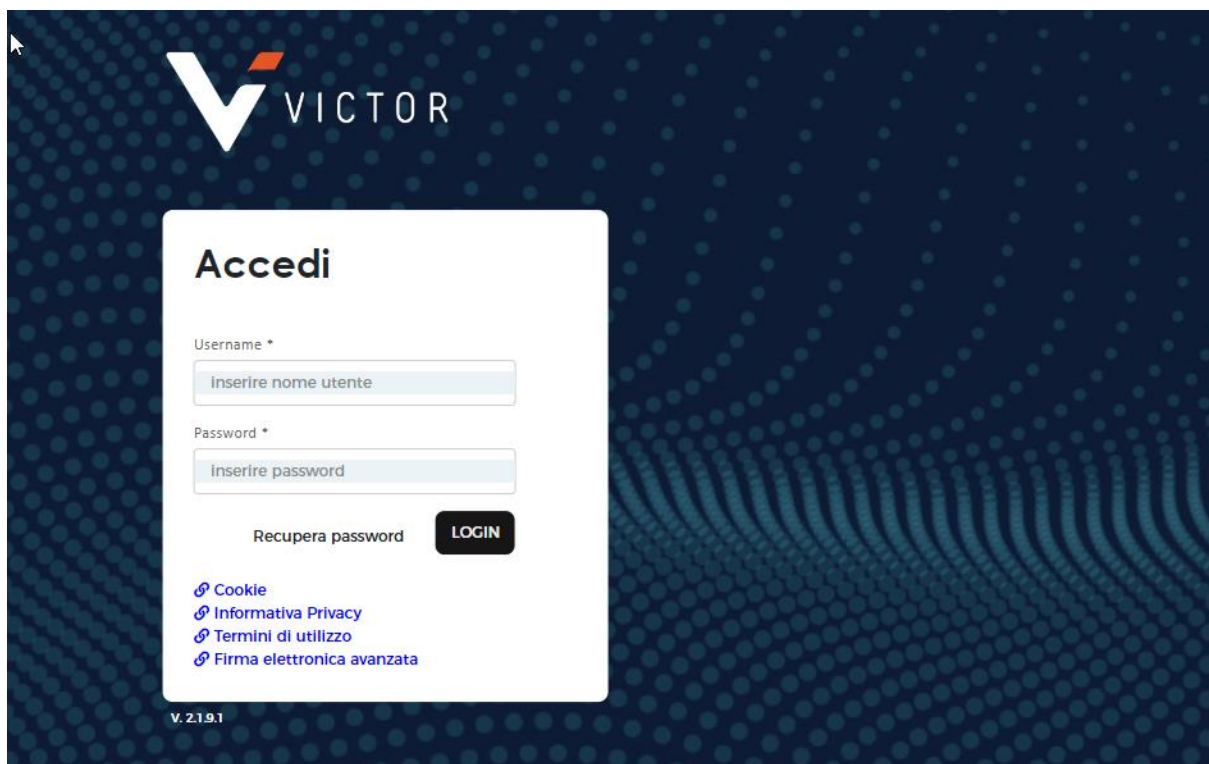 VICTOR
Accedi
Username *
inserire nome utente
Password *
inserire password
Recupera password
LOGIN
Cookie
Informativa Privacy
Termini di utilizzo
Firma elettronica avanzata
V. 2.1.9.1